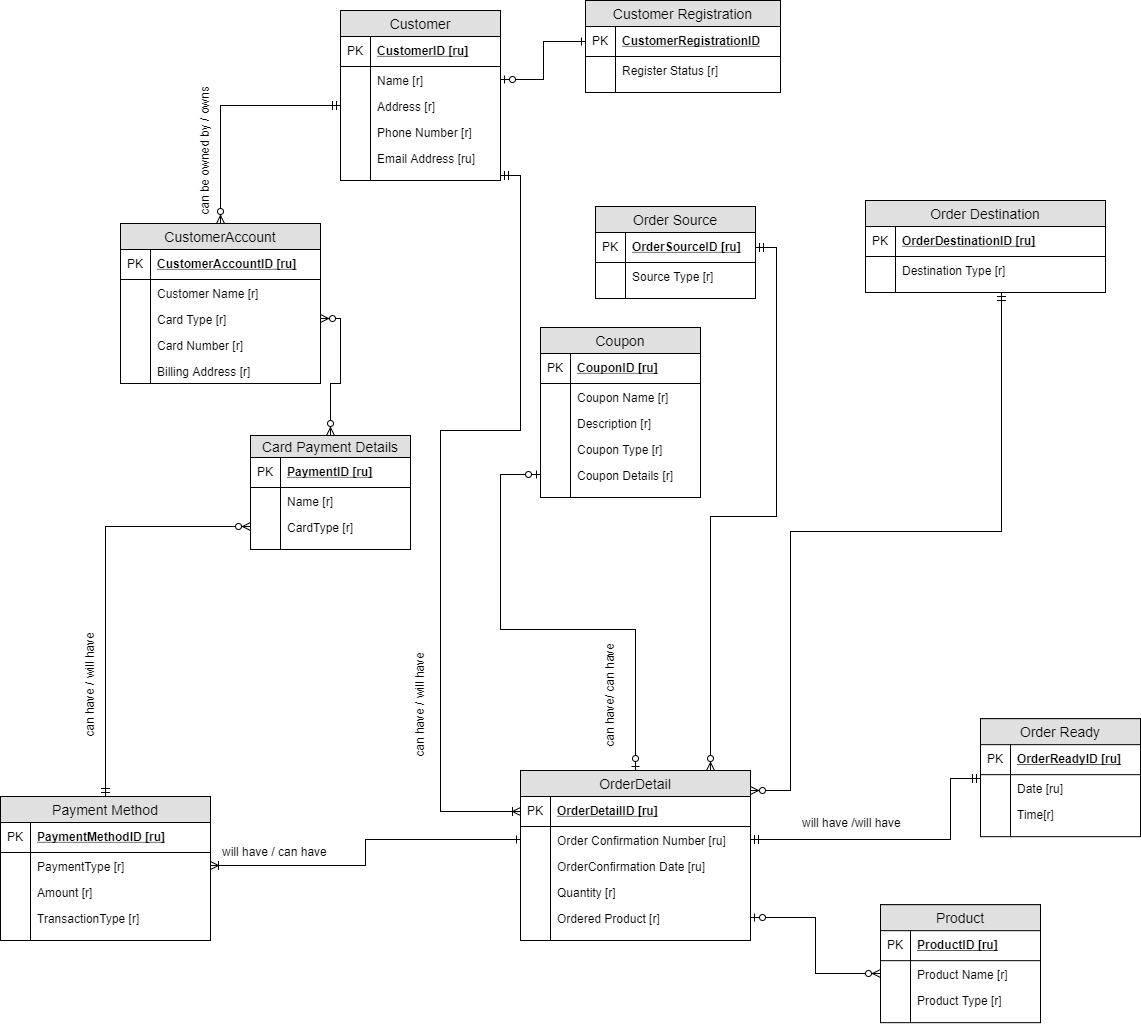 Customer
PK CustomerID [ru]
Name [r]
Address [r]
Phone Number [r]
Email Address [ru]
Customer Registration
PK CustomerRegistrationID
Register Status [r]
can be owned by / owns
CustomerAccount
PK CustomerAccountID [ru]
Customer Name [r]
Card Type [r]
Card Number [r]
Billing Address [r]
Order Source
PK OrderSourceID [ru]
Source Type [r]
Order Destination
PK OrderDestinationID [ru]
Destination Type [r]
Coupon
PK CouponID [ru]
Coupon Name [r]
Description [r]
Coupon Type [r]
Coupon Details [r]
Card Payment Details
PK PaymentID [ru]
Name [r]
CardType [r]
can have / will have
can have / will have
can have/ can have
Payment Method
PK PaymentMethodID [ru]
PaymentType [r]
Amount [r]
TransactionType [r]
will have / can have
OrderDetail
PK OrderDetailID [ru]
Order Confirmation Number [ru]
OrderConfirmation Date [ru]
Quantity [r]
Ordered Product [r]
will have /will have
Order Ready
PK OrderReadyID [ru]
Date [ru]
Time[r]
Product
PK ProductID [ru]
Product Name [r]
Product Type [r]